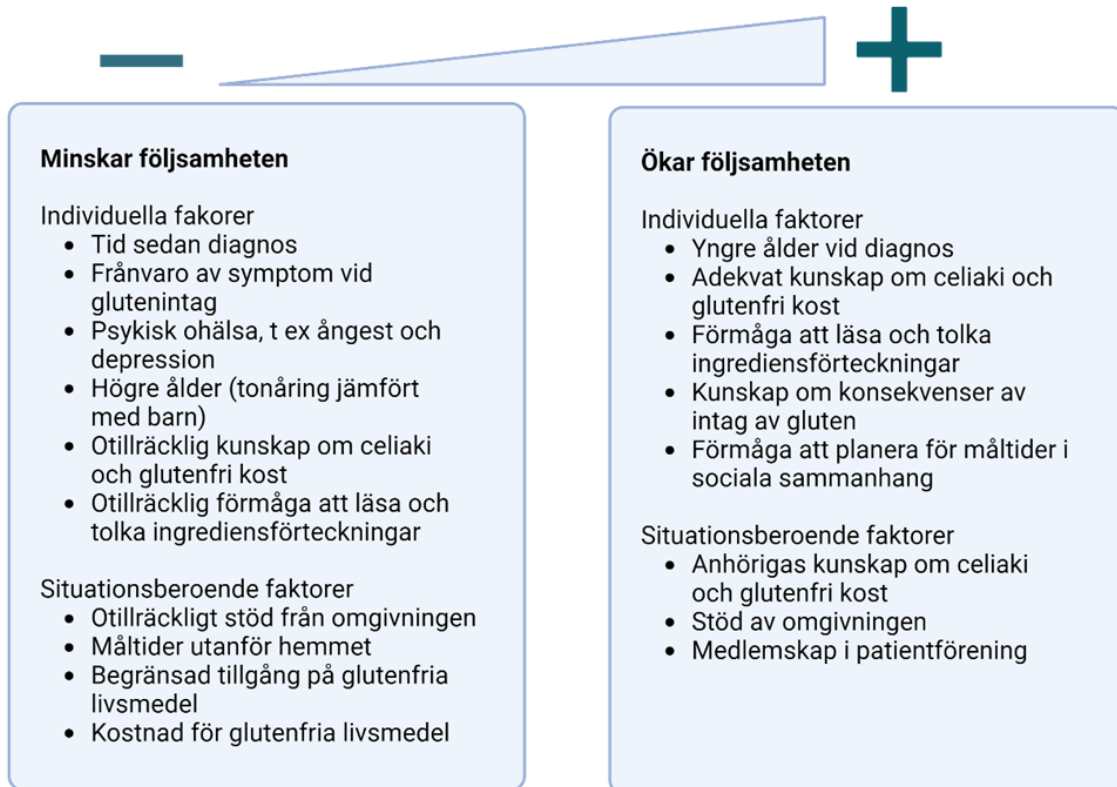 Minskar följsamheten
Individuella fakorer
• Tid sedan diagnos
• Frånvaro av symptom vid
glutenintag
• Psykisk ohälsa, t ex ångest och
depression
• Högre ålder (tonåring jämfört
med barn)
• Otillräcklig kunskap om celiaki
och glutenfri kost
• Otillräcklig förmåga att läsa och
tolka ingrediensförteckningar
Situationsberoende faktorer
• Otillräckligt stöd från omgivningen
• Måltider utanför hemmet
• Begränsad tillgång på glutenfria
livsmedel
• Kostnad för glutenfria livsmedel
Ökar följsamheten
Individuella faktorer
• Yngre ålder vid diagnos
• Adekvat kunskap om celiaki och
glutenfri kost
• Förmåga att läsa och tolka
ingrediensförteckningar
• Kunskap om konsekvenser av
intag av gluten
• Förmåga att planera för måltider i
sociala sammanhang
Situationsberoende faktorer
• Anhörigas kunskap om celiaki
och glutenfri kost
• Stöd av omgivningen
• Medlemskap i patientförening